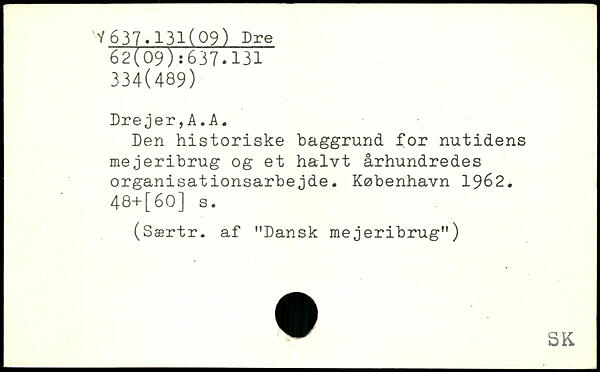 √637.131(09) Dre
62(09):637.131
334(489)
Drejer,A.A.
Den historiske baggrund for nutidens
mejeribrug og et halvt århundredes
organisationsarbejde. København 1962.
48+[60] s.
(Særtr. af "Dansk mejeribrug")
SK